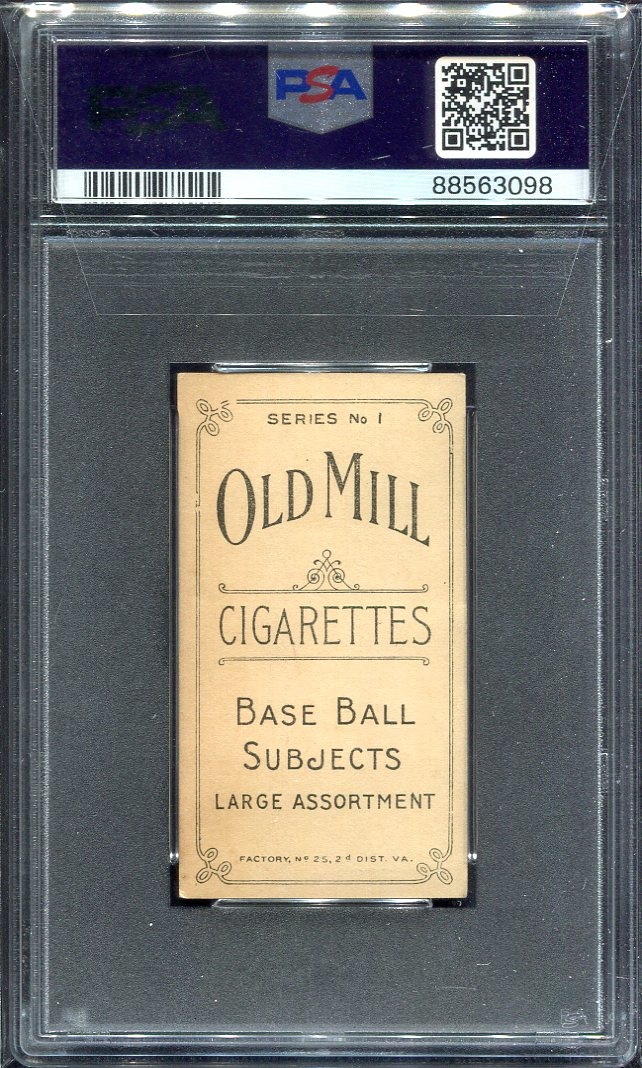 PSA
PSA
88563098
SERIES No 1
OLD MILL
CIGARETTES
BASE BALL
SUBJECTS
LARGE ASSORTMENT
FACTORY, Nº 25, 2d DIST. VA.